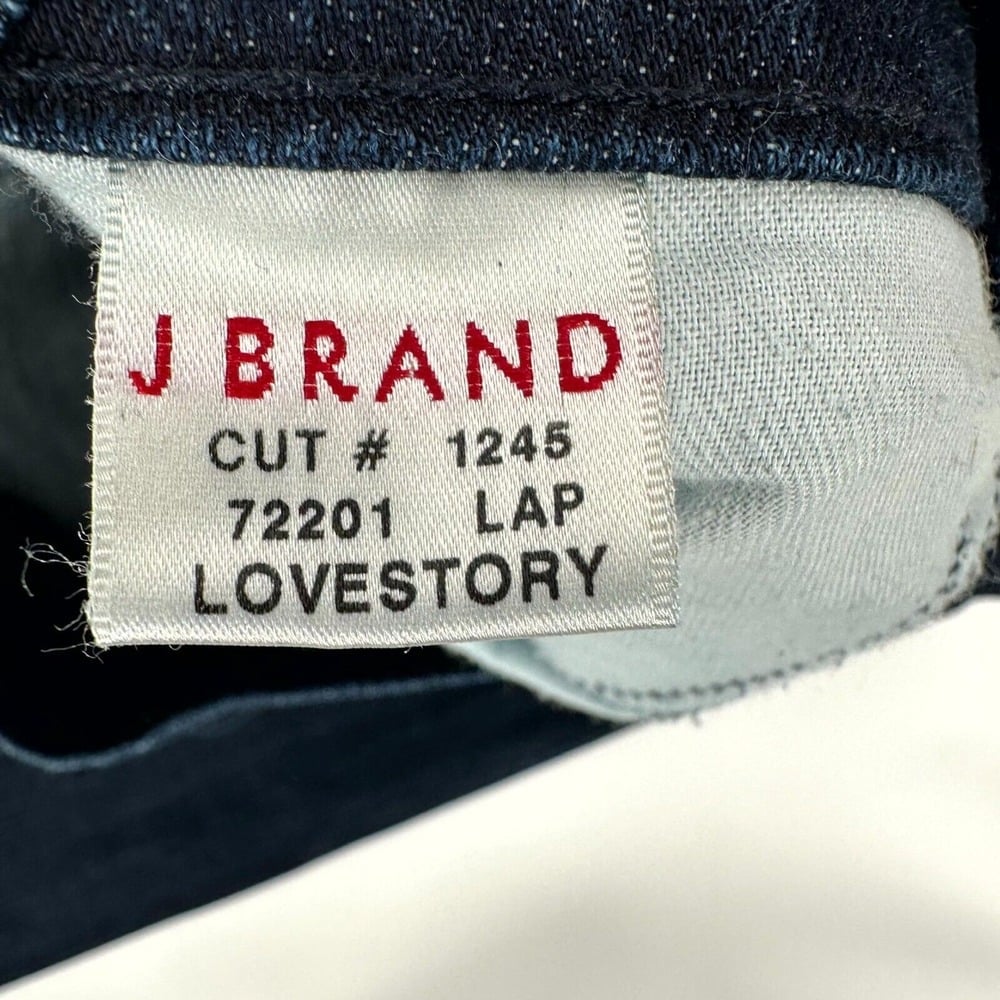 J BRAND
CUT # 1245
72201 LAP
LOVESTORY